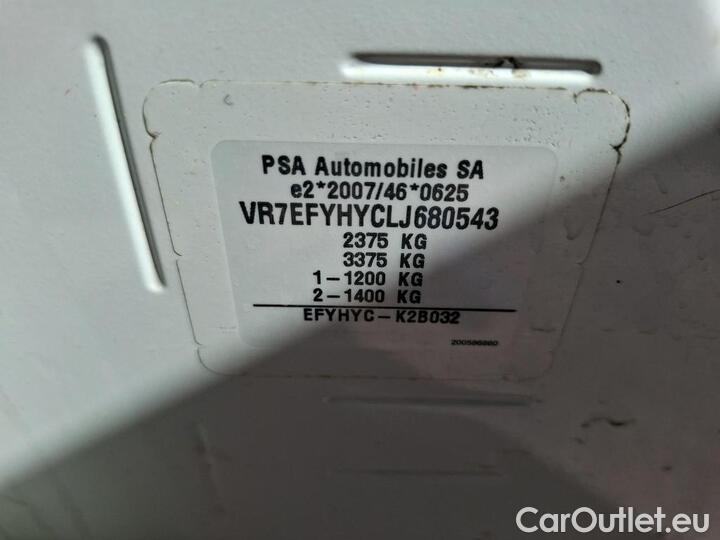 PSA Automobiles SA
e2*2007/46*0625
VR7EFYHYCLJ680543
2375 KG
3375 KG
1-1200 KG
2-1400 KG
EFYHYC-K2B032
200586860
CarOutlet.eu